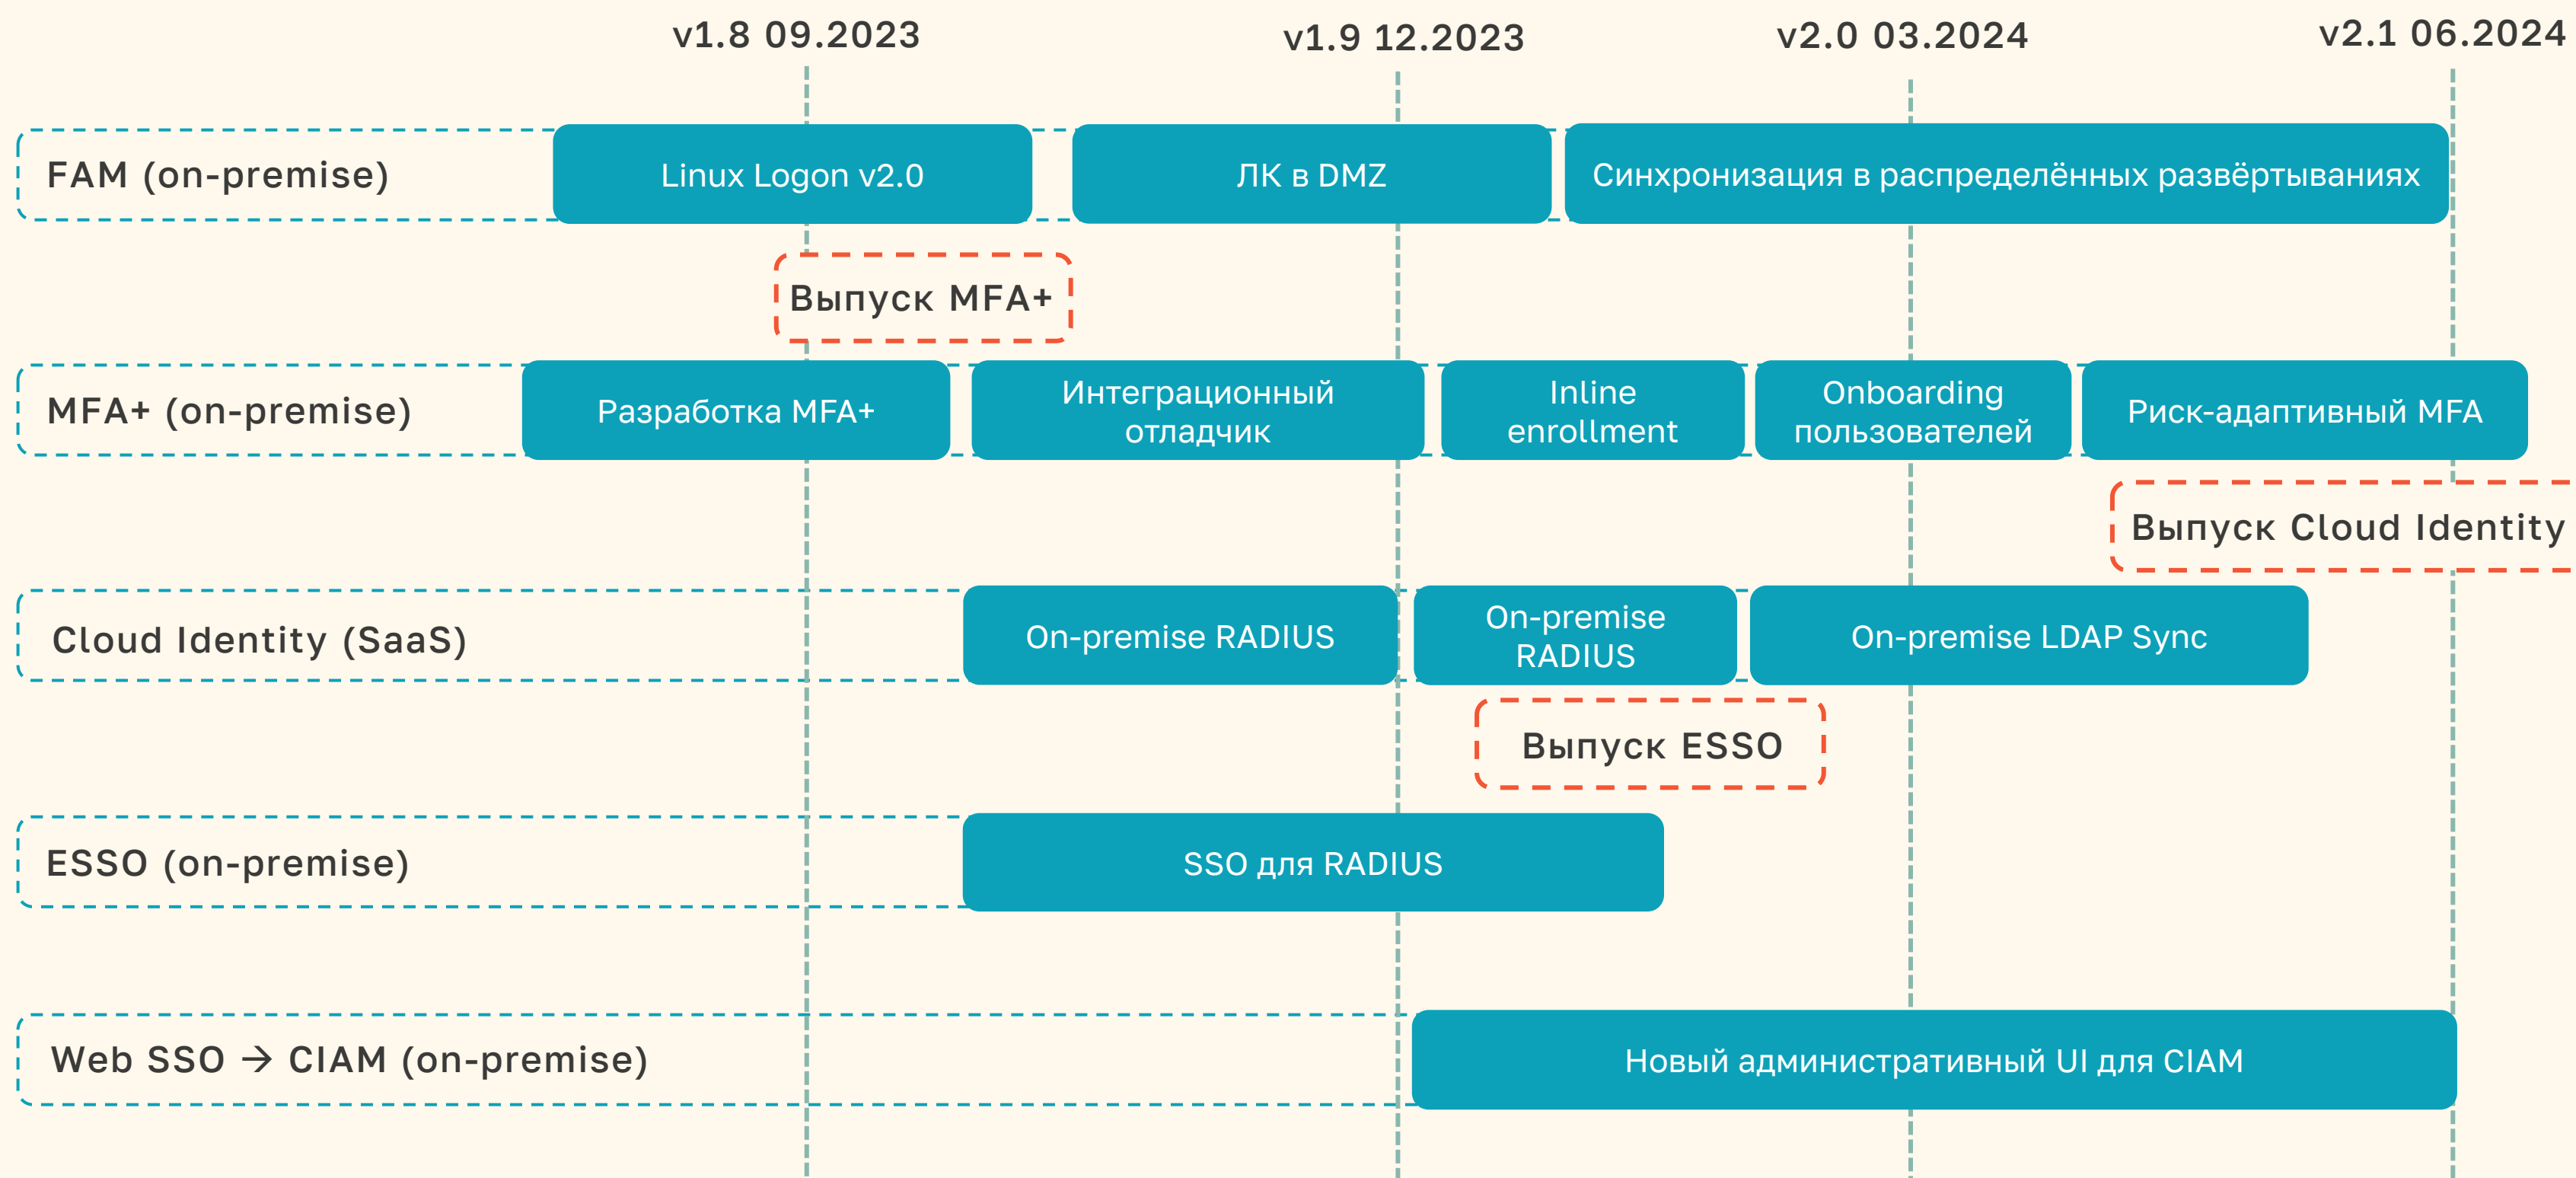 v1.8 09.2023
v1.9 12.2023
v2.0 03.2024
v2.1 06.2024
FAM (on-premise)
Linux Logon v2.0
ЛК в DMZ
Синхронизация в распределённых развёртываниях
Выпуск MFA+
MFA+ (on-premise)
Разработка MFA+
Интеграционный
отладчик
Inline
enrollment
Onboarding
пользователей
Риск-адаптивный MFA
Выпуск Cloud Identity
Cloud Identity (SaaS)
On-premise RADIUS
On-premise
RADIUS
On-premise LDAP Sync
Выпуск ESSO
ESSO (on-premise)
SSO для RADIUS
Web SSO → CIAM (on-premise)
Новый административный UI для CIAM